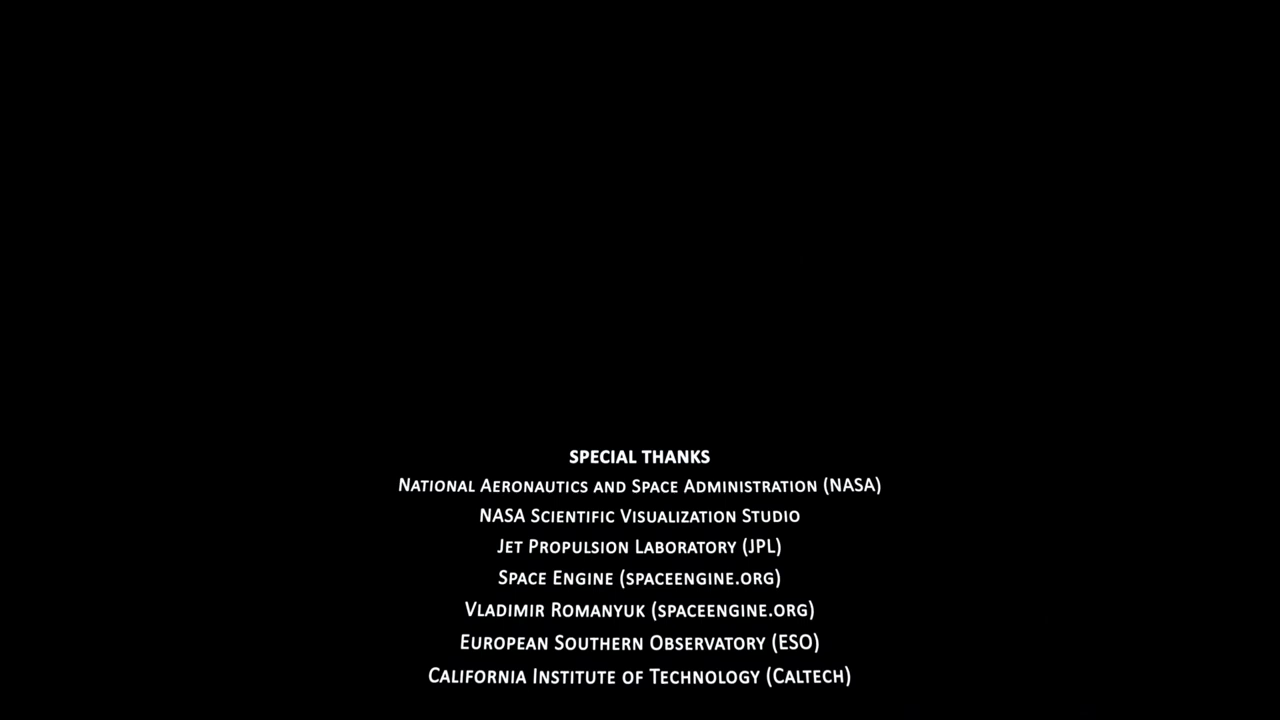 SPECIAL THANKS
National Aeronautics and Space Administration (NASA)
NASA Scientific Visualization Studio
Jet Propulsion Laboratory (JPL)
Space Engine (spaceengine.org)
Vladimir Romanyuk (spaceengine.org)
European Southern Observatory (ESO)
California Institute of Technology (Caltech)